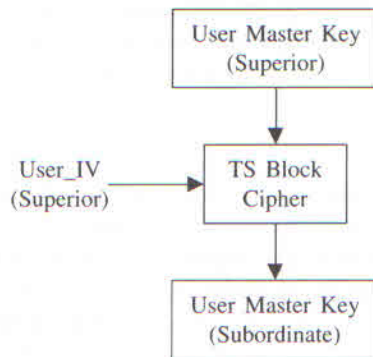 User Master Key
(Superior)
User_IV
(Superior)
TS Block
Cipher
User Master Key
(Subordinate)